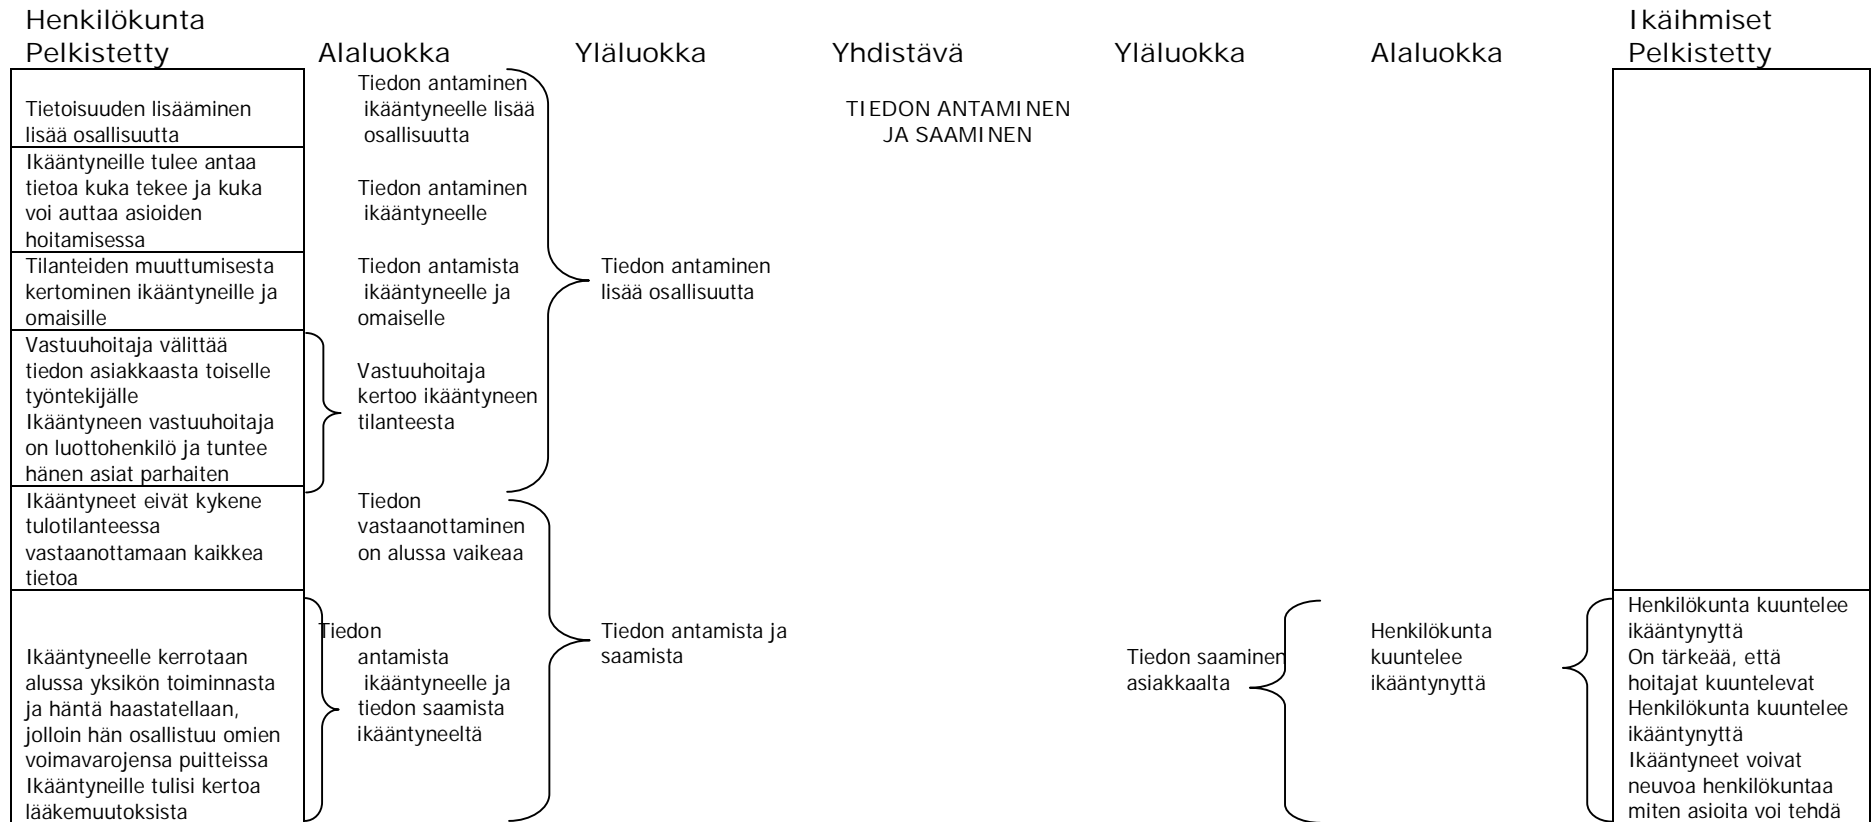 Henkilökunta
Pelkistetty
Alaluokka
Yläluokka
Yhdistävä
Yläluokka
Alaluokka
Ikäihmiset
Pelkistetty
Tietoisuuden lisääminen
lisää osallisuutta
Ikääntyneille tulee antaa
tietoa kuka tekee ja kuka
voi auttaa asioiden
hoitamisessa
Tilanteiden muuttumisesta
kertominen ikääntyneille ja
omaisille
Vastuuhoitaja välittää
tiedon asiakkaasta toiselle
työntekijälle
Ikääntyneen vastuuhoitaja
on luottohenkilö ja tuntee
hänen asiat parhaiten
Ikääntyneet eivät kykene
tulotilanteessa
vastaanottamaan kaikkea
tietoa
Ikääntyneelle kerrotaan
alussa yksikön toiminnasta
ja häntä haastatellaan,
jolloin hän osallistuu omien
voimavarojensa puitteissa
Ikääntyneille tulisi kertoa
lääkemuutoksista
Tiedon antaminen
ikääntyneelle lisää
osallisuutta
Tiedon antaminen
ikääntyneelle
Tiedon antamista
ikääntyneelle ja
omaiselle
Vastuuhoitaja
kertoo ikääntyneen
tilanteesta
Tiedon
vastaanottaminen
on alussa vaikeaa
Tiedon
antamista
ikääntyneelle ja
tiedon saamista
ikääntyneeltä
Tiedon antaminen
lisää osallisuutta
Tiedon antamista ja
saamista
TIEDON ANTAMINEN
JA SAAMINEN
Tiedon saaminen
asiakkaalta
Henkilökunta
kuuntelee
ikääntynyttä
Henkilökunta kuuntelee
ikääntynyttä
On tärkeää, että
hoitajat kuuntelevat
Henkilökunta kuuntelee
ikääntynyttä
Ikääntyneet voivat
neuvoa henkilökuntaa
miten asioita voi tehdä